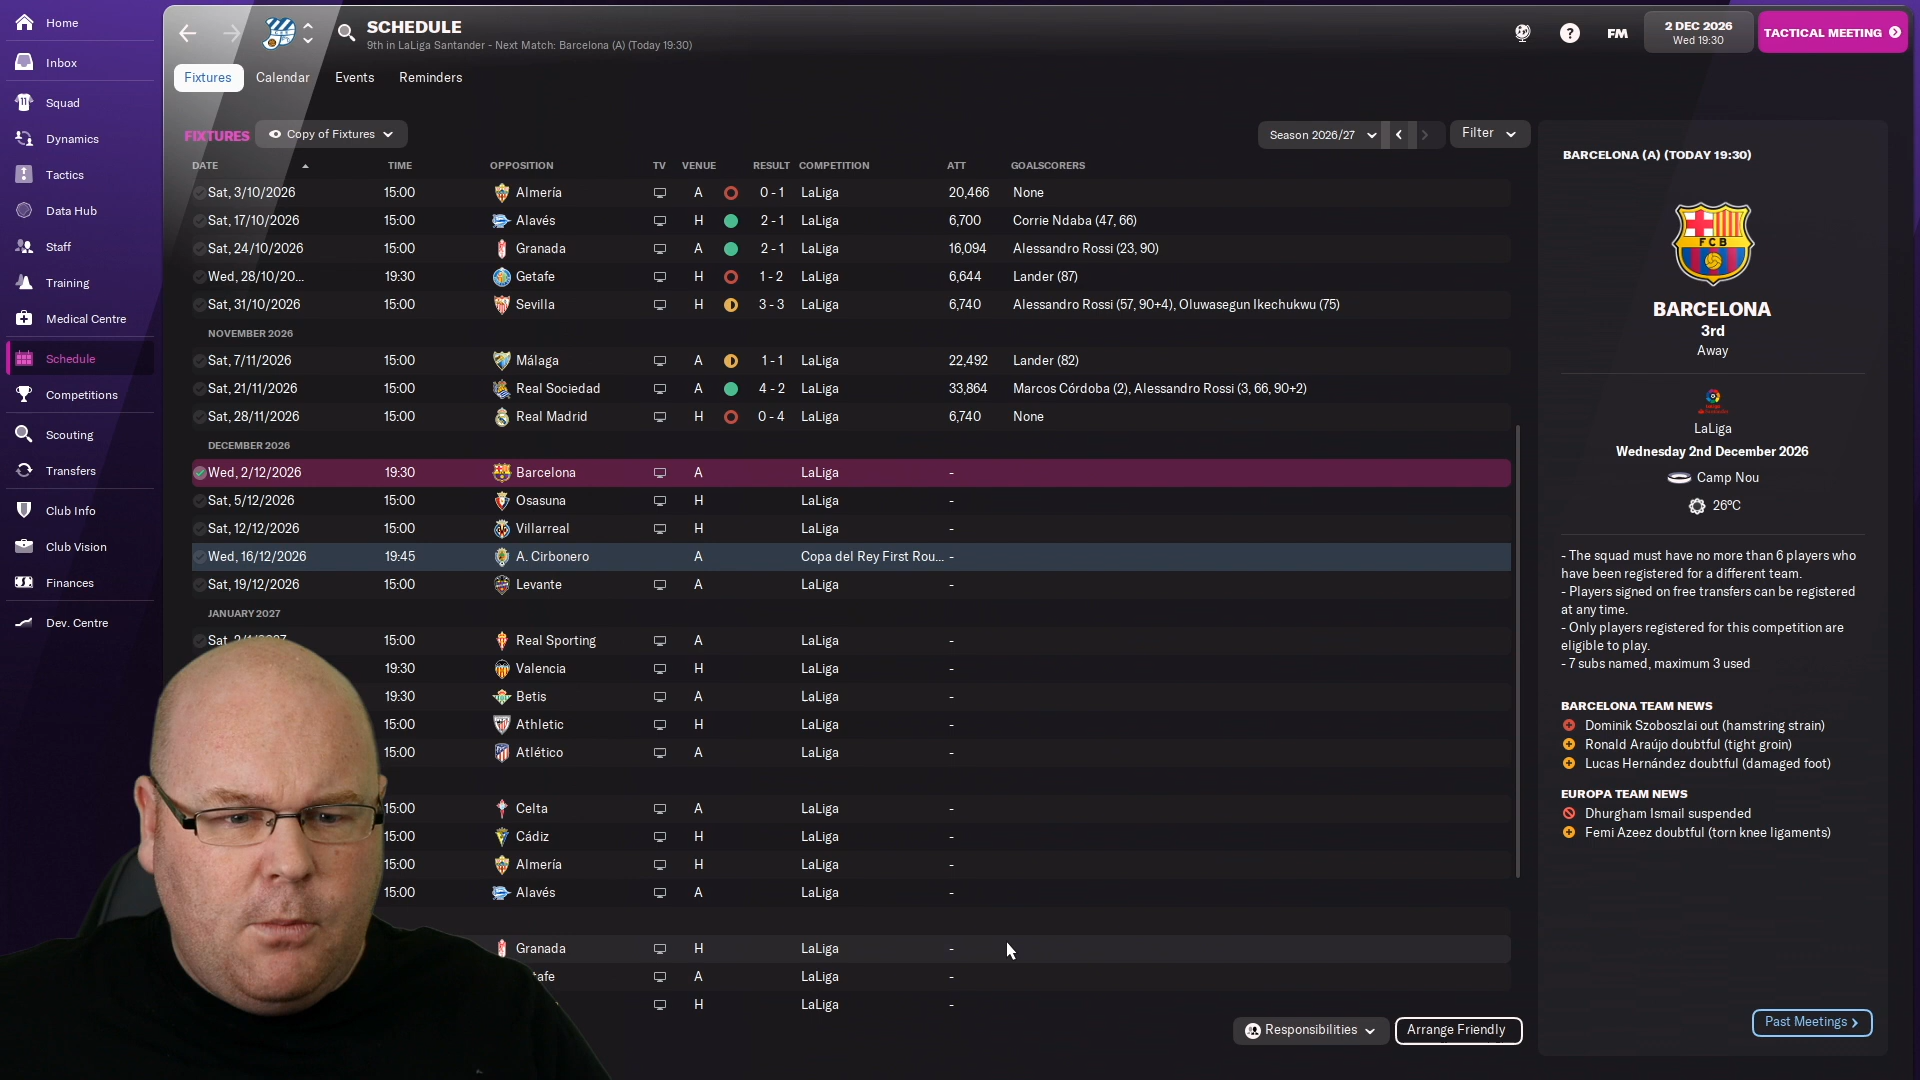 Home
Inbox
Squad
Dynamics
Tactics
Data Hub
Staff
Training
Medical Centre
Schedule
Competitions
Scouting
Transfers
Club Info
Club Vision
Finances
Dev. Centre
SCHEDULE
9th in LaLiga Santander - Next Match: Barcelona (A) (Today 19:30)
? FM
2 DEC 2026
Wed 19:30
TACTICAL MEETING
Fixtures Calendar Events Reminders
FIXTURES Copy of Fixtures Season 2026/27 Filter
DATE TIME OPPOSITION TV VENUE RESULT COMPETITION ATT GOALSCORERS
Sat, 3/10/2026 15:00 Almería A 0 - 1 LaLiga 20,466 None
Sat, 17/10/2026 15:00 Alavés H 2 - 1 LaLiga 6,700 Corrie Ndaba (47, 66)
Sat, 24/10/2026 15:00 Granada A 2 - 1 LaLiga 16,094 Alessandro Rossi (23, 90)
Wed, 28/10/20... 19:30 Getafe H 1 - 2 LaLiga 6,644 Lander (87)
Sat, 31/10/2026 15:00 Sevilla H 3 - 3 LaLiga 6,740 Alessandro Rossi (57, 90+4), Oluwasegun Ikechukwu (75)
NOVEMBER 2026
Sat, 7/11/2026 15:00 Málaga A 1 - 1 LaLiga 22,492 Lander (82)
Sat, 21/11/2026 15:00 Real Sociedad A 4 - 2 LaLiga 33,864 Marcos Córdoba (2), Alessandro Rossi (3, 66, 90+2)
Sat, 28/11/2026 15:00 Real Madrid H 0 - 4 LaLiga 6,740 None
DECEMBER 2026
Wed, 2/12/2026 19:30 Barcelona A LaLiga -
Sat, 5/12/2026 15:00 Osasuna H LaLiga -
Sat, 12/12/2026 15:00 Villarreal H LaLiga -
Wed, 16/12/2026 19:45 A. Cirbonero A Copa del Rey First Rou... -
Sat, 19/12/2026 15:00 Levante A LaLiga -
JANUARY 2027
Sat, 15:00 Real Sporting A LaLiga -
19:30 Valencia H LaLiga -
19:30 Betis A LaLiga -
15:00 Athletic H LaLiga -
15:00 Atlético A LaLiga -
15:00 Celta A LaLiga -
15:00 Cádiz H LaLiga -
15:00 Almería H LaLiga -
15:00 Alavés A LaLiga -
Granada H LaLiga -
A LaLiga -
H LaLiga -
Responsibilities Arrange Friendly
BARCELONA (A) (TODAY 19:30)
FCB
BARCELONA
3rd
Away
LaLiga
Wednesday 2nd December 2026
Camp Nou
26°C
- The squad must have no more than 6 players who
have been registered for a different team.
- Players signed on free transfers can be registered
at any time.
- Only players registered for this competition are
eligible to play.
- 7 subs named, maximum 3 used
BARCELONA TEAM NEWS
Dominik Szoboszlai out (hamstring strain)
Ronald Araújo doubtful (tight groin)
Lucas Hernández doubtful (damaged foot)
EUROPA TEAM NEWS
Dhurgham Ismail suspended
Femi Azeez doubtful (torn knee ligaments)
Past Meetings